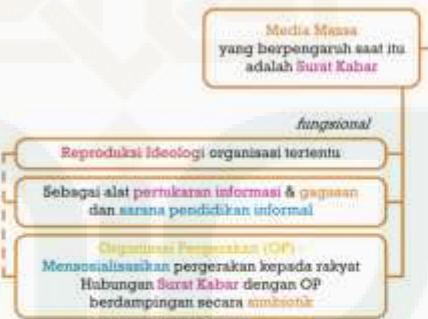 Media Massa
yang berpengaruh saat itu
adalah Surat Kabar
fungsional
Reproduksi Ideologi organisasi tertentu
Sebagai alat pertukaran informasi & gagasan
dan sarana pendidikan informal
Organisasi Pergerakan (OP) -
Mensosialisasikan pergerakan kepada rakyat
Hubungan Surat Kabar dengan OP
berdampingan secara simbiotik